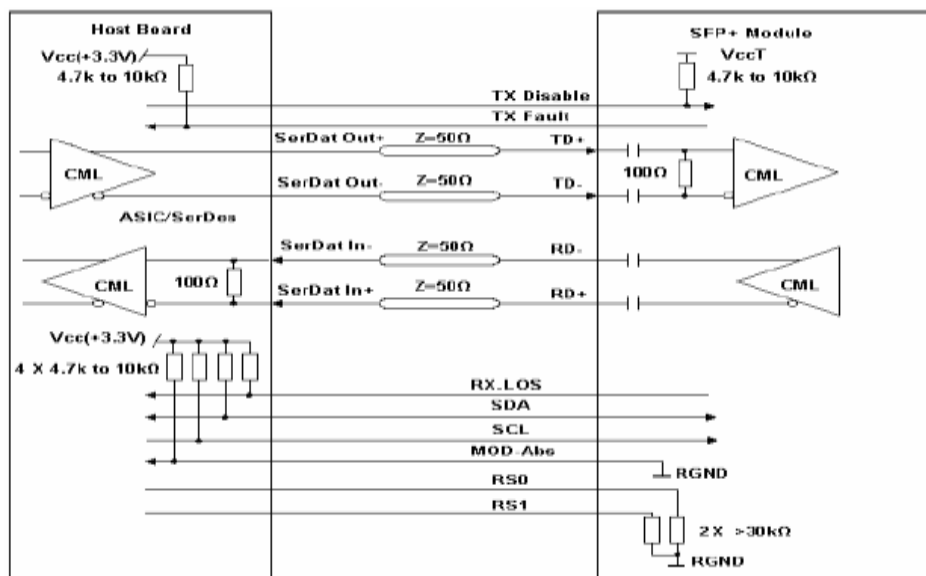 Host Board
SFP+ Module
Vcc(+3.3V)
4.7k to 10kΩ
VccT
4.7k to 10kΩ
TX Disable
TX Fault
SerDat Out+
Z=50Ω
TD+
CML
100Ω
CML
SerDat Out-
Z=50Ω
TD-
ASIC/SerDes
SerDat In-
Z=50Ω
RD-
CML
100Ω
CML
SerDat In+
Z=50Ω
RD+
Vcc(+3.3V)
4 X 4.7k to 10kΩ
RX.LOS
SDA
SCL
MOD-Abs
RGND
RS0
RS1
2X >30kΩ
RGND